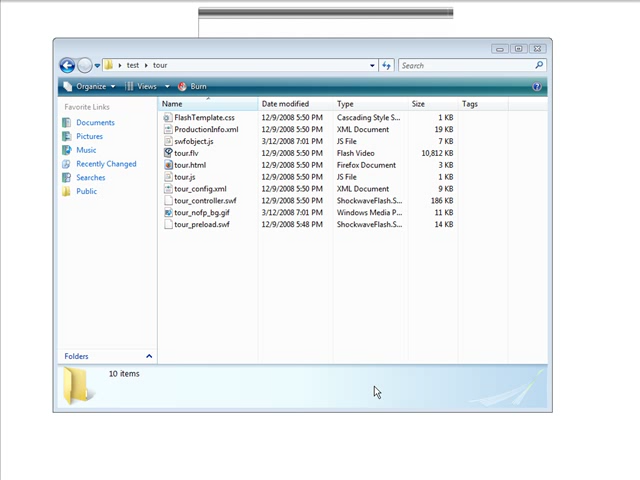 test ▸ tour
Search
Organize Views Burn
Favorite Links
Documents
Pictures
Music
Recently Changed
Searches
Public
Name Date modified Type Size Tags
FlashTemplate.css 12/9/2008 5:50 PM Cascading Style S... 1 KB
ProductionInfo.xml 12/9/2008 5:50 PM XML Document 19 KB
swfobject.js 3/12/2008 7:01 PM JS File 7 KB
tour.flv 12/9/2008 5:50 PM Flash Video 10,812 KB
tour.html 12/9/2008 5:50 PM Firefox Document 3 KB
tour.js 12/9/2008 5:50 PM JS File 1 KB
tour_config.xml 12/9/2008 5:50 PM XML Document 9 KB
tour_controller.swf 12/9/2008 5:50 PM ShockwaveFlash.S... 186 KB
tour_nofp_bg.gif 3/12/2008 7:01 PM Windows Media P... 11 KB
tour_preload.swf 12/9/2008 5:48 PM ShockwaveFlash.S... 14 KB
Folders
10 items